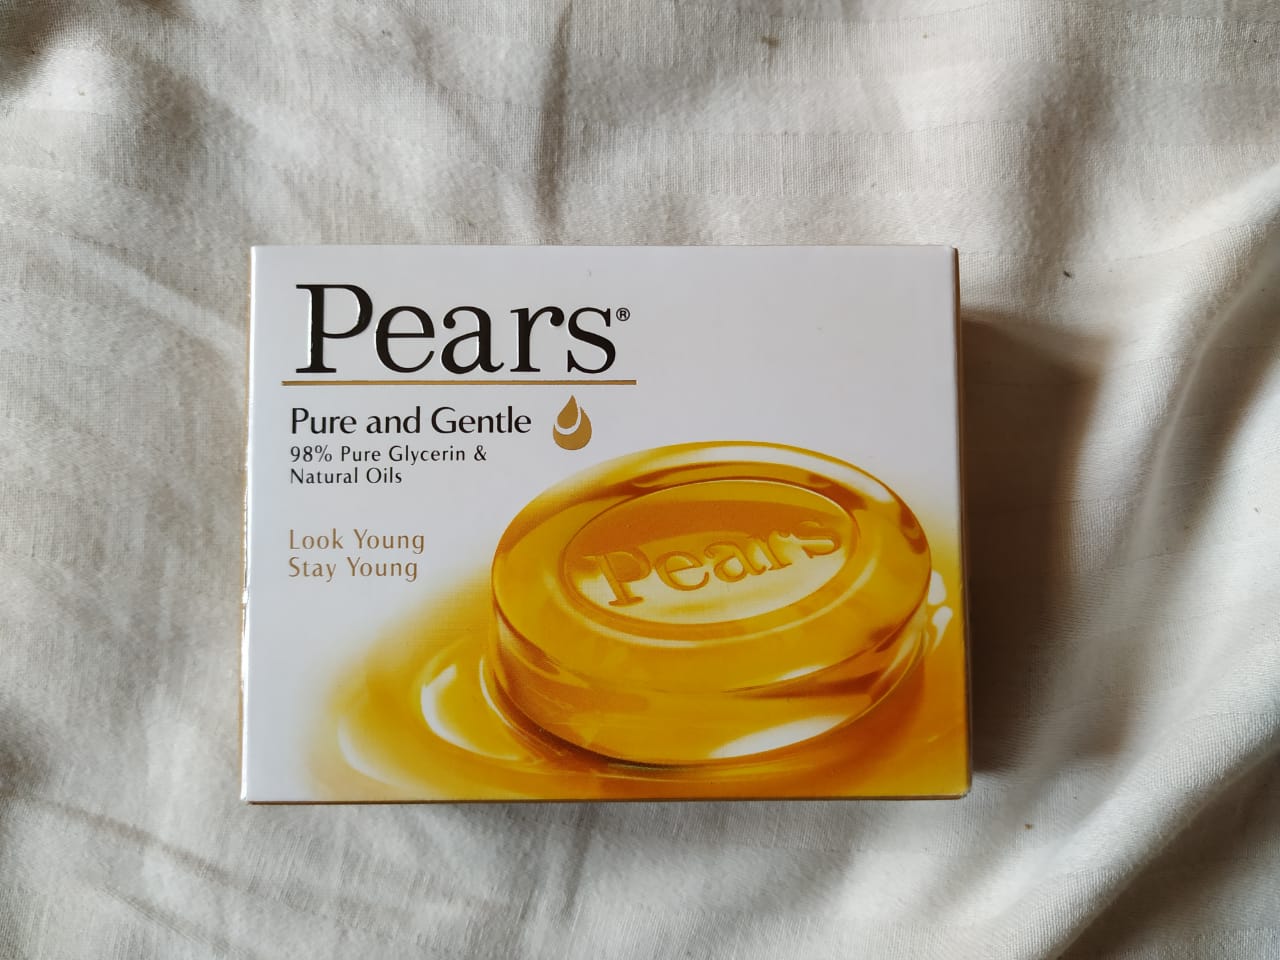 Pears®
Pure and Gentle
98% Pure Glycerin &
Natural Oils
Look Young
Stay Young
Pears